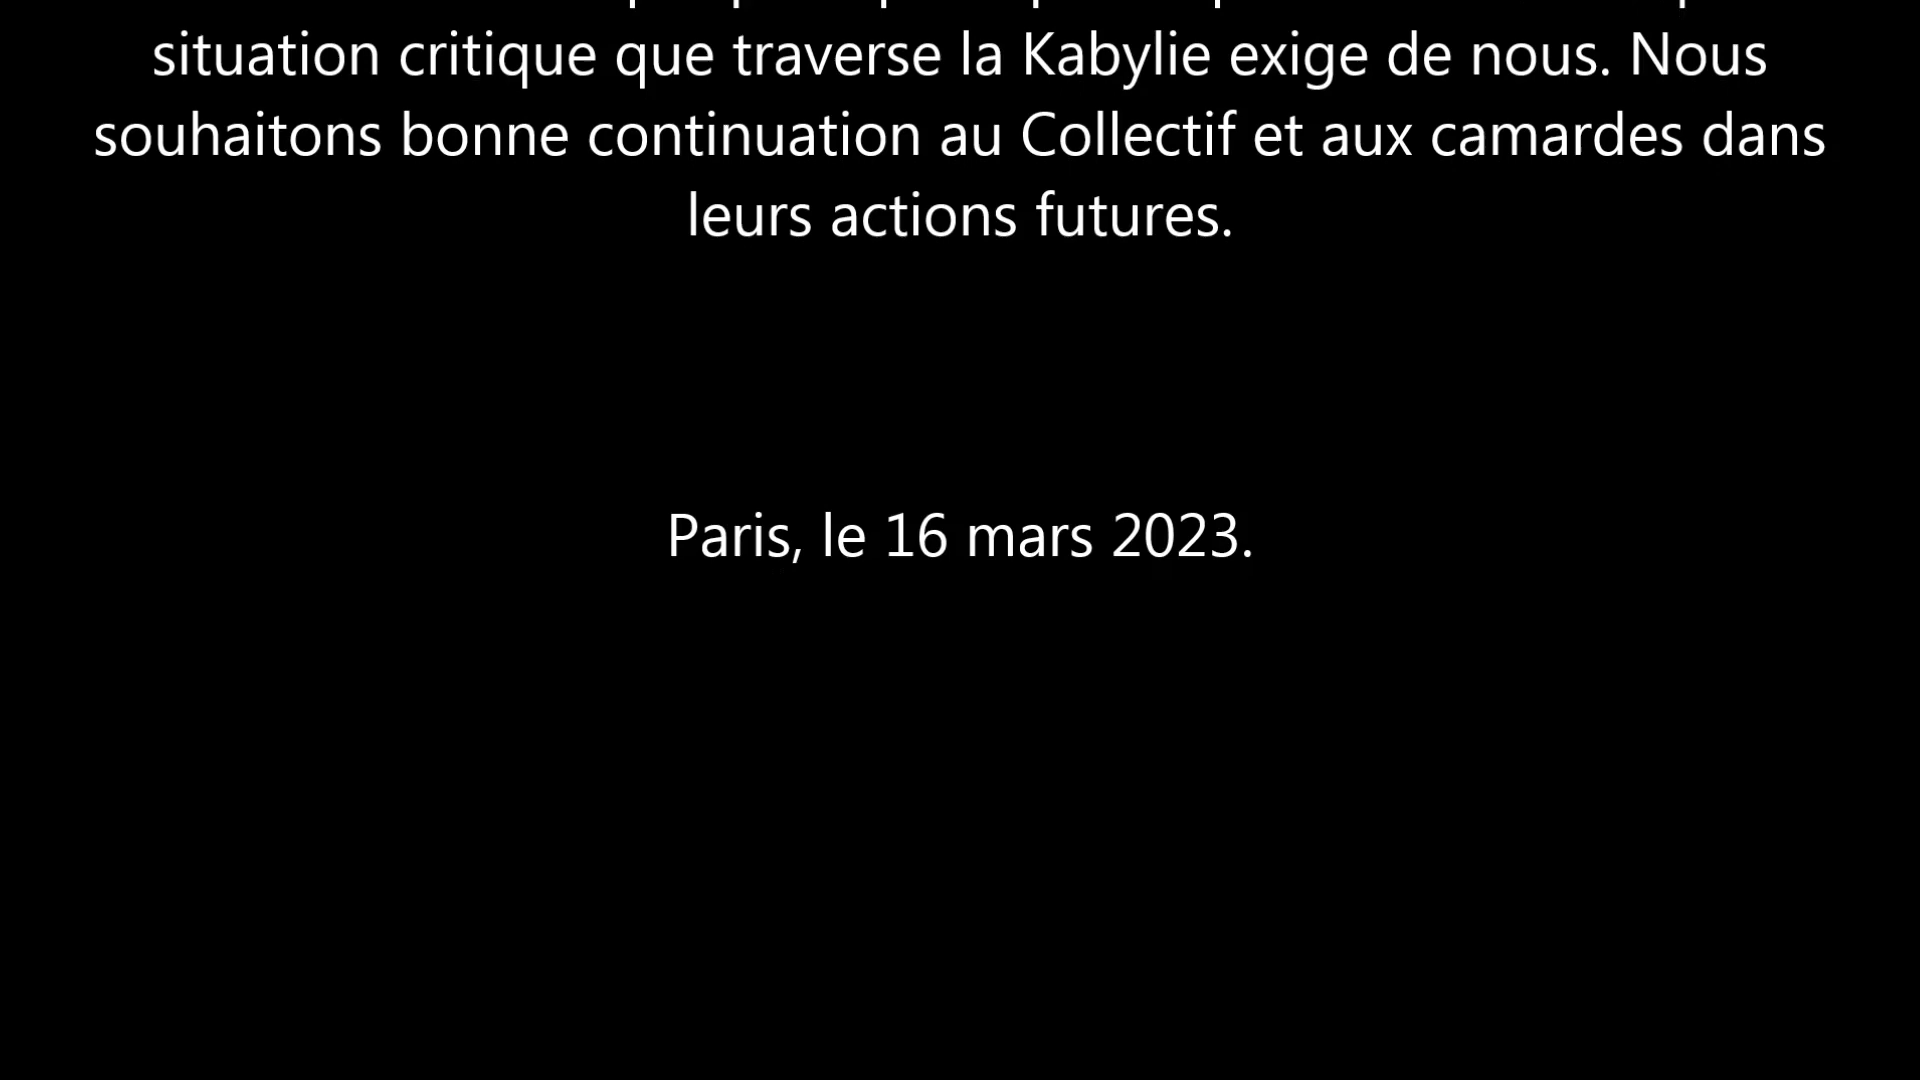 situation critique que traverse la Kabylie exige de nous. Nous
souhaitons bonne continuation au Collectif et aux camardes dans
leurs actions futures.
Paris, le 16 mars 2023.